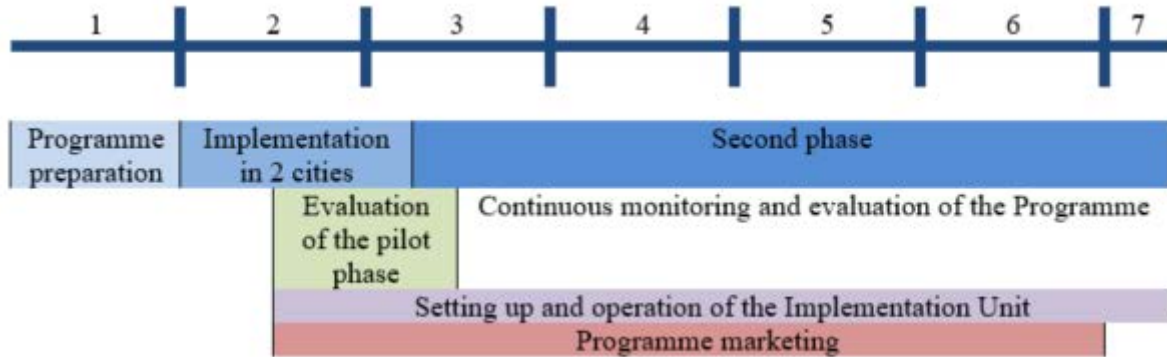 1 2 3 4 5 6 7
Programme preparation
Implementation in 2 cities
Second phase
Evaluation of the pilot phase
Continuous monitoring and evaluation of the Programme
Setting up and operation of the Implementation Unit
Programme marketing